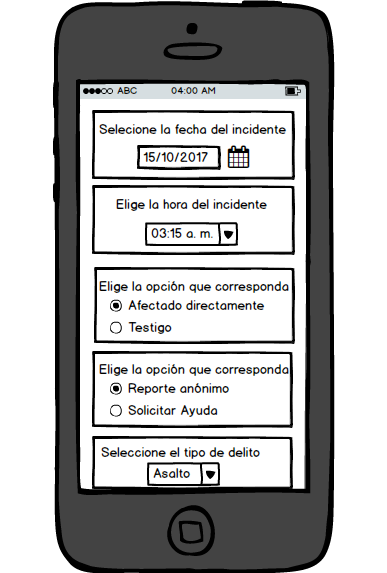 ABC 04:00 AM
Selecione la fecha del incidente
15/10/2017
Elige la hora del incidente
03:15 a. m.
Elige la opción que corresponda
Afectado directamente
Testigo
Elige la opción que corresponda
Reporte anónimo
Solicitar Ayuda
Seleccione el tipo de delito
Asalto